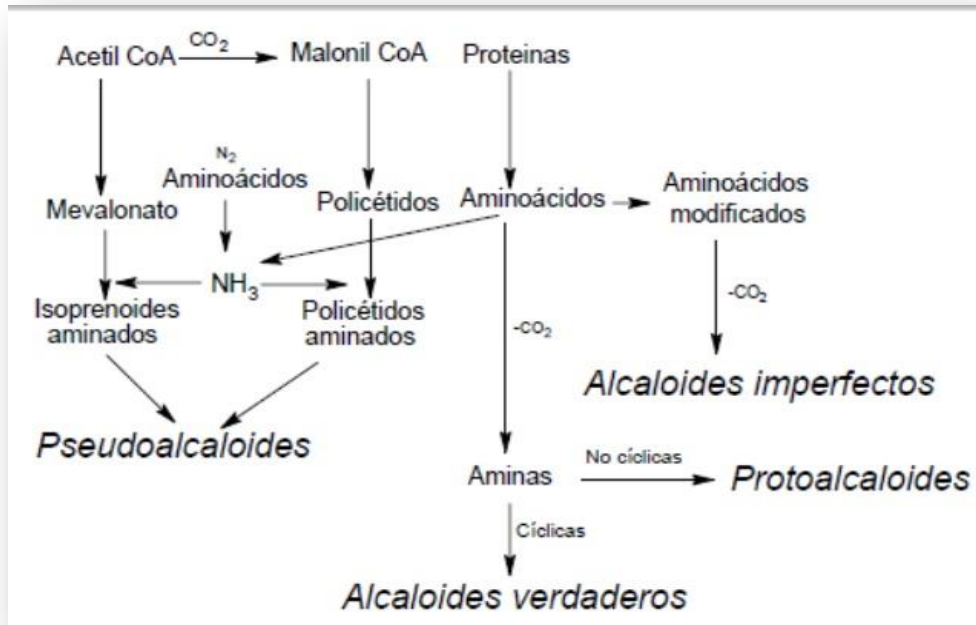 CO2
Acetil CoA Malonil CoA Proteinas
N2
Aminoácidos
Mevalonato
Policétidos
Aminoácidos
Aminoácidos
modificados
NH3
Isoprenoides
aminados
Policétidos
aminados
-CO2
-CO2
Alcaloides imperfectos
Pseudoalcaloides
Aminas
No cíclicas
Protoalcaloides
Cíclicas
Alcaloides verdaderos